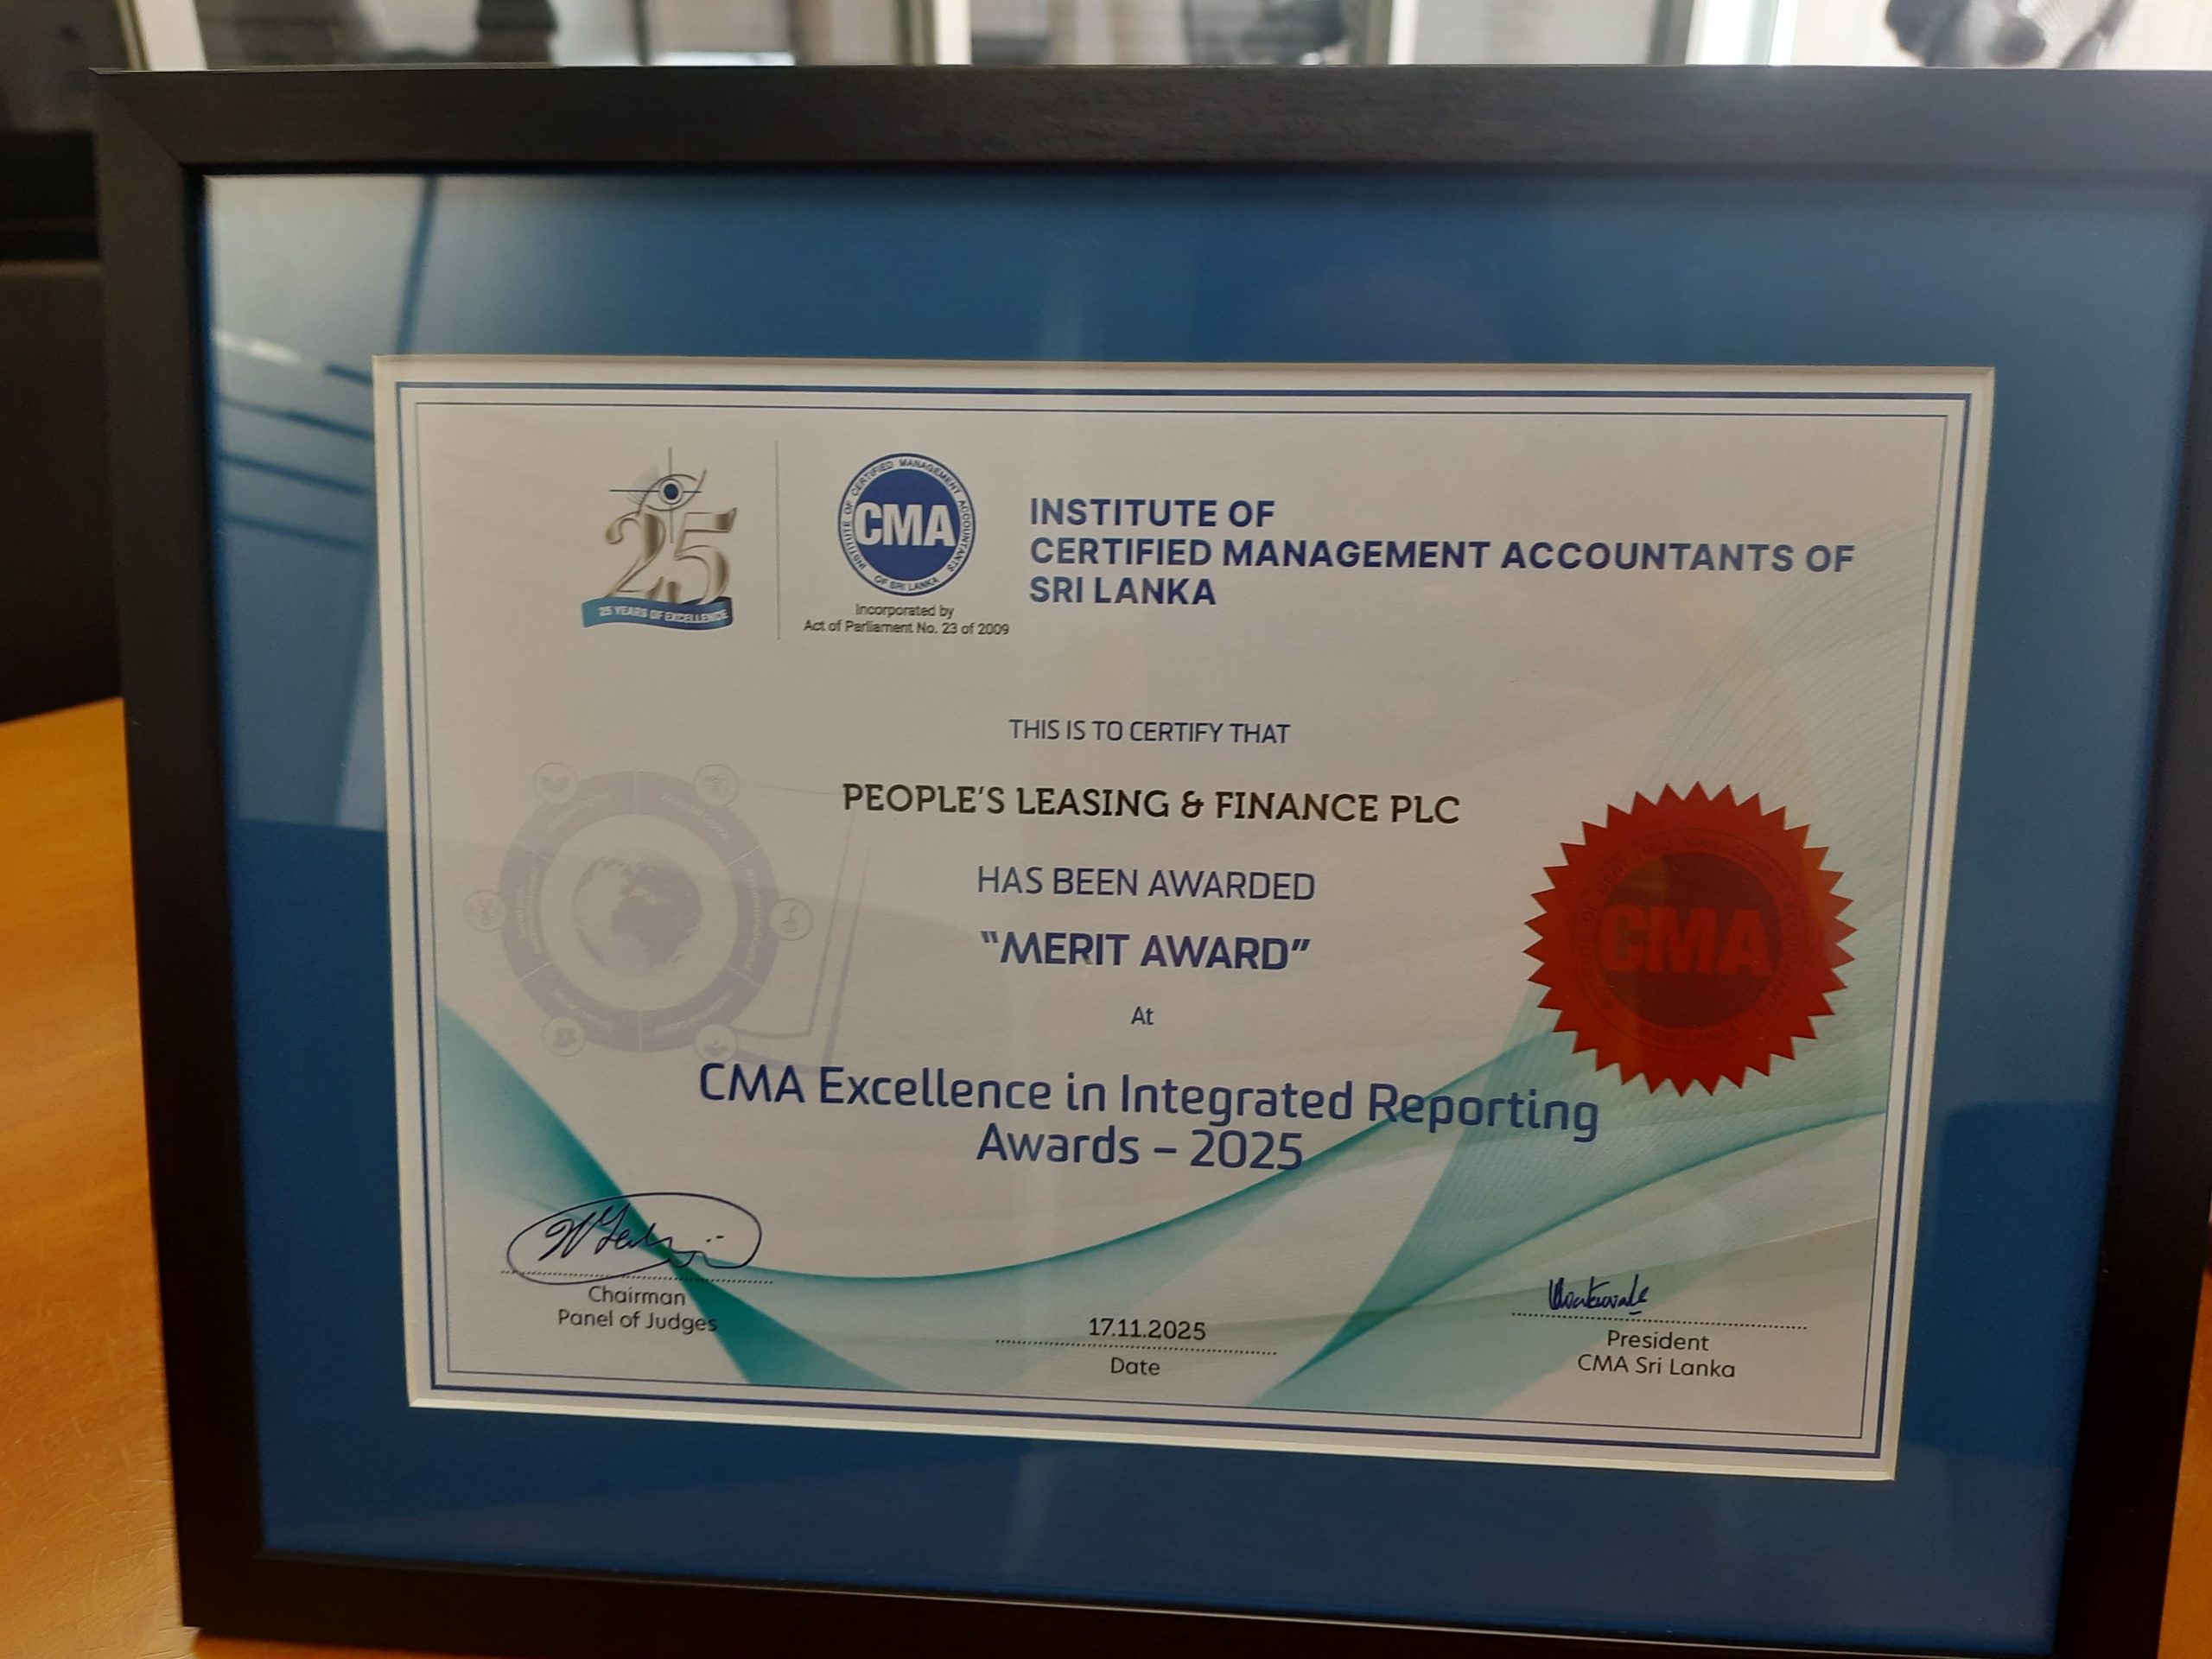 25
25 YEARS OF EXCELLENCE
INSTITUTE OF CERTIFIED MANAGEMENT ACCOUNTANTS
OF SRI LANKA
CMA
Incorporated by
Act of Parliament No. 23 of 2009
INSTITUTE OF
CERTIFIED MANAGEMENT ACCOUNTANTS OF
SRI LANKA
THIS IS TO CERTIFY THAT
PEOPLE'S LEASING & FINANCE PLC
HAS BEEN AWARDED
“MERIT AWARD”
At
CMA Excellence in Integrated Reporting
Awards – 2025
CMA
Chairman
Panel of Judges
17.11.2025
Date
President
CMA Sri Lanka